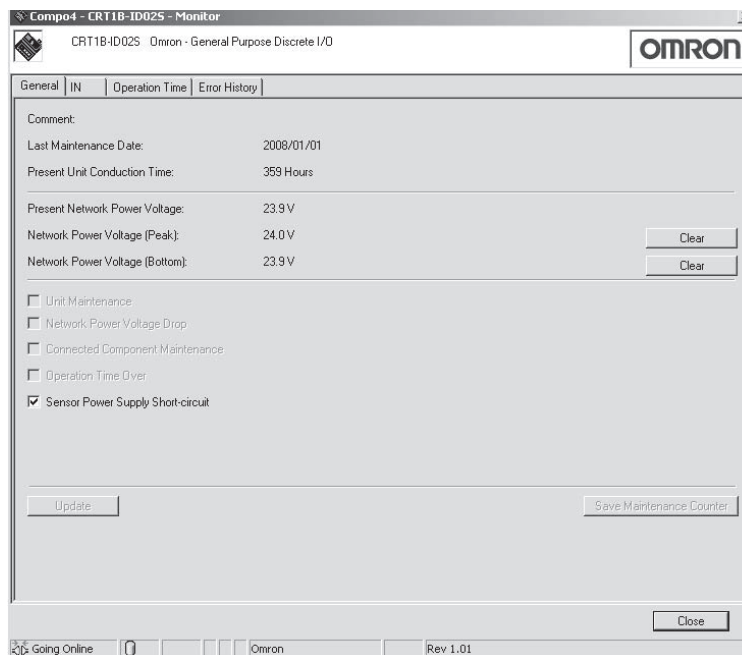 Compo4 - CRT1B-ID02S - Monitor
CRT1B-ID02S Omron - General Purpose Discrete I/O
OMRON
General IN Operation Time Error History
Comment:
Last Maintenance Date: 2008/01/01
Present Unit Conduction Time: 359 Hours
Present Network Power Voltage: 23.9 V
Network Power Voltage (Peak): 24.0 V Clear
Network Power Voltage (Bottom): 23.9 V Clear
Unit Maintenance
Network Power Voltage Drop
Connected Component Maintenance
Operation Time Over
Sensor Power Supply Short-circuit
Update Save Maintenance Counter
Close
Going Online Omron Rev 1.01